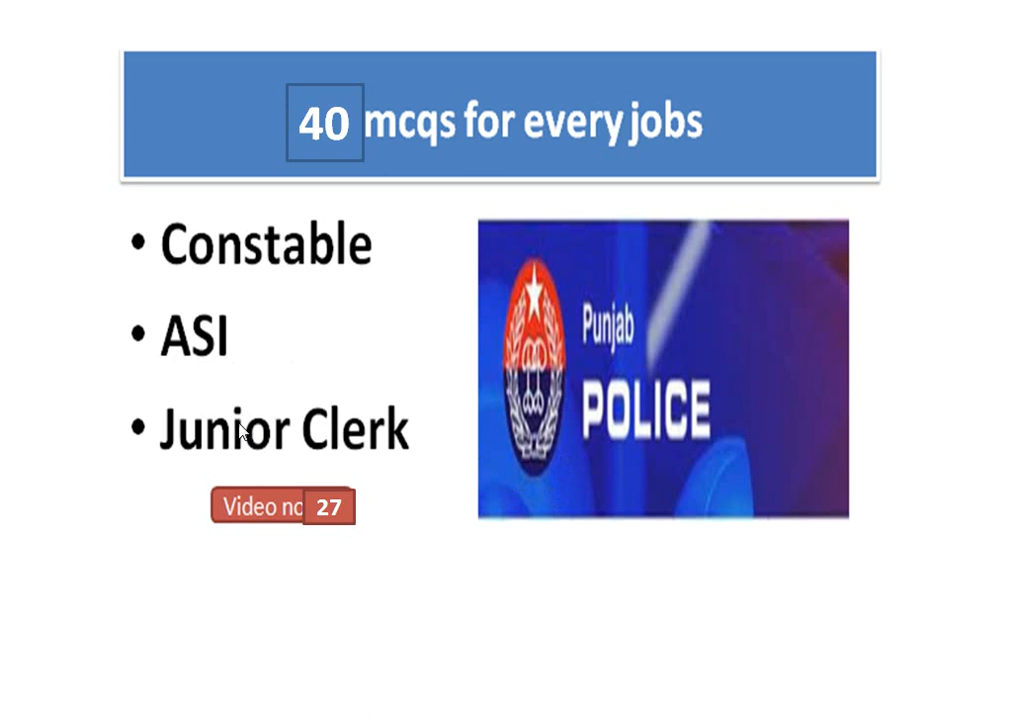 40 mcqs for every jobs
• Constable
• ASI
• Junior Clerk
Video no 27
Punjab
POLICE